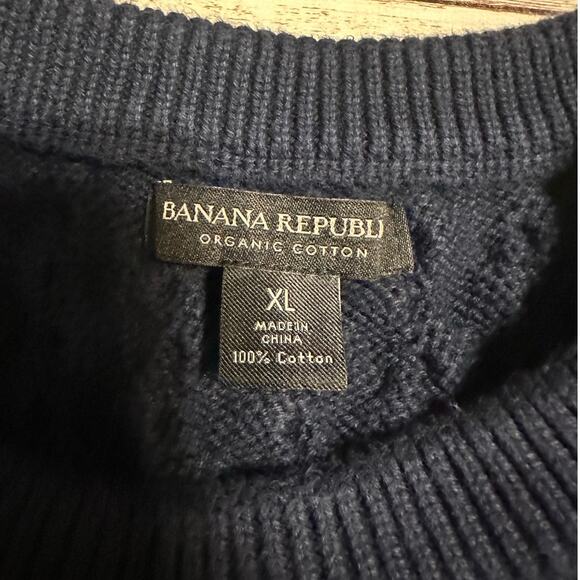 BANANA REPUBLI
ORGANIC COTTON
XL
MADE IN
CHINA
100% Cotton